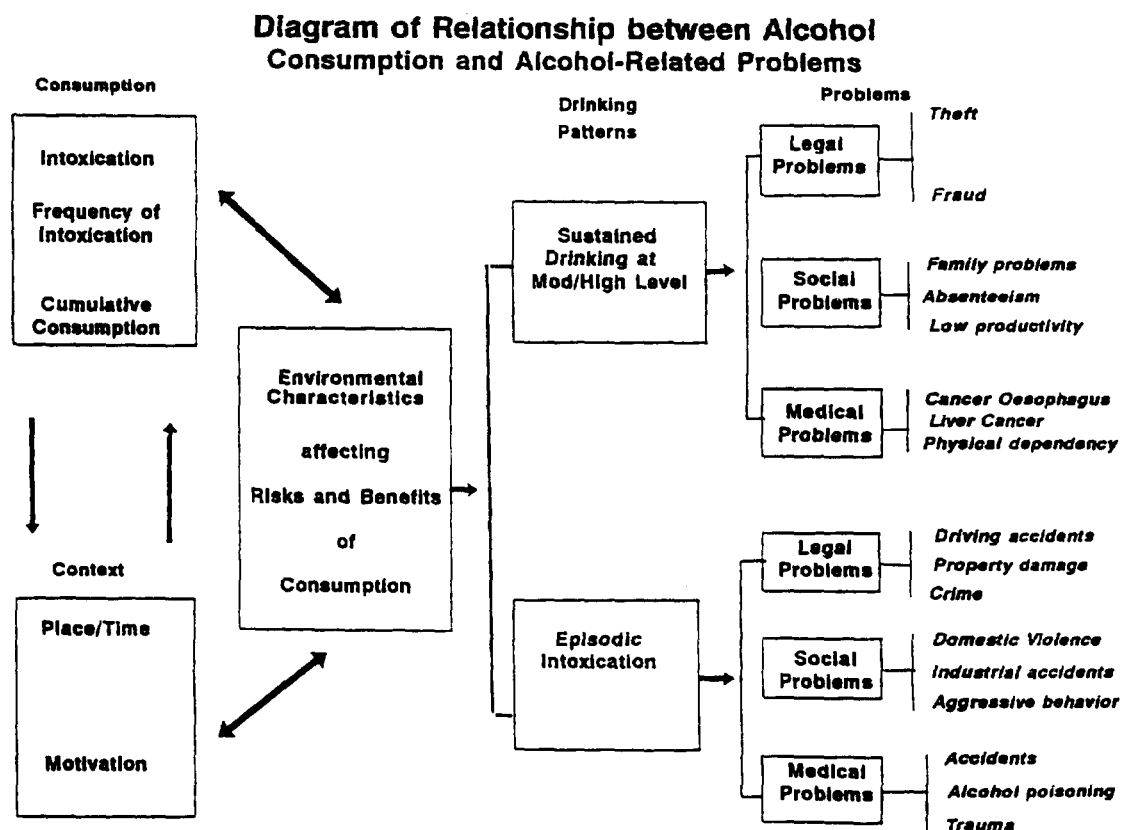 Diagram of Relationship between Alcohol
Consumption and Alcohol-Related Problems
Consumption
Intoxication
Frequency of
Intoxication
Cumulative
Consumption
Context
Place/Time
Motivation
Environmental
Characteristics
affecting
Risks and Benefits
of
Consumption
Drinking
Patterns
Sustained
Drinking at
Mod/High Level
Episodic
Intoxication
Problems
Legal
Problems
Theft
Fraud
Social
Problems
Family problems
Absenteeism
Low productivity
Medical
Problems
Cancer Oesophagus
Liver Cancer
Physical dependency
Legal
Problems
Driving accidents
Property damage
Crime
Social
Problems
Domestic Violence
Industrial accidents
Aggressive behavior
Medical
Problems
Accidents
Alcohol poisoning
Trauma